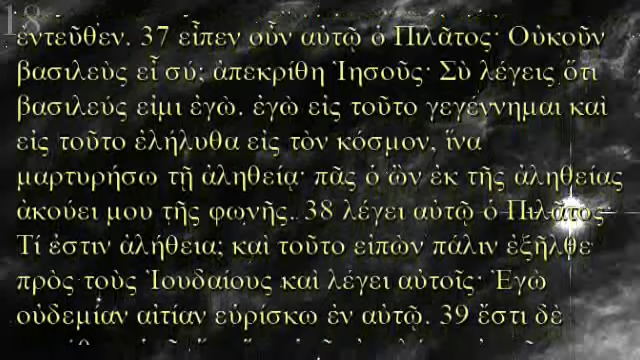 18
ἐντεῦθεν. 37 εἶπεν οὖν αὐτῷ ὁ Πιλᾶτος· Οὐκοῦν
βασιλεὺς εἶ σύ; ἀπεκρίθη Ἰησοῦς· Σὺ λέγεις ὅτι
βασιλεύς εἰμι ἐγὼ. ἐγὼ εἰς τοῦτο γεγέννημαι καὶ
εἰς τοῦτο ἐλήλυθα εἰς τὸν κόσμον, ἵνα
μαρτυρήσω τῇ ἀληθείᾳ· πᾶς ὁ ὢν ἐκ τῆς ἀληθείας
ἀκούει μου τῆς φωνῆς. 38 λέγει αὐτῷ ὁ Πιλᾶτος·
Τί ἐστιν ἀλήθεια; καὶ τοῦτο εἰπὼν πάλιν ἐξῆλθε
πρὸς τοὺς Ἰουδαίους καὶ λέγει αὐτοῖς· Ἐγὼ
οὐδεμίαν αἰτίαν εὑρίσκω ἐν αὐτῷ. 39 ἔστι δὲ